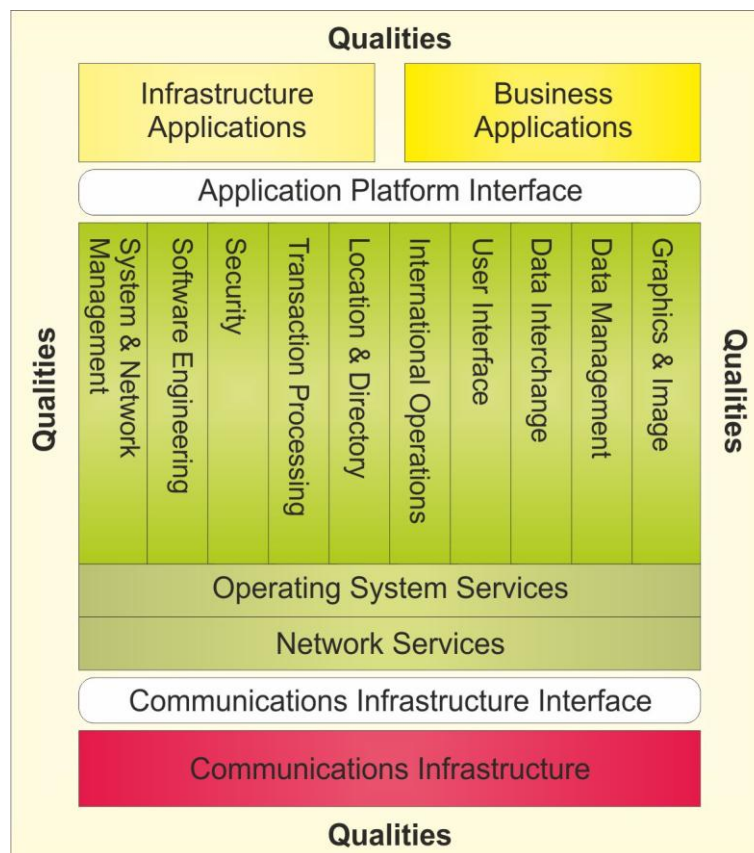 Qualities
Infrastructure
Applications
Business
Applications
Application Platform Interface
Qualities
System & Network
Management
Software Engineering
Security
Transaction Processing
Location & Directory
International Operations
User Interface
Data Interchange
Data Management
Graphics & Image
Qualities
Operating System Services
Network Services
Communications Infrastructure Interface
Communications Infrastructure
Qualities